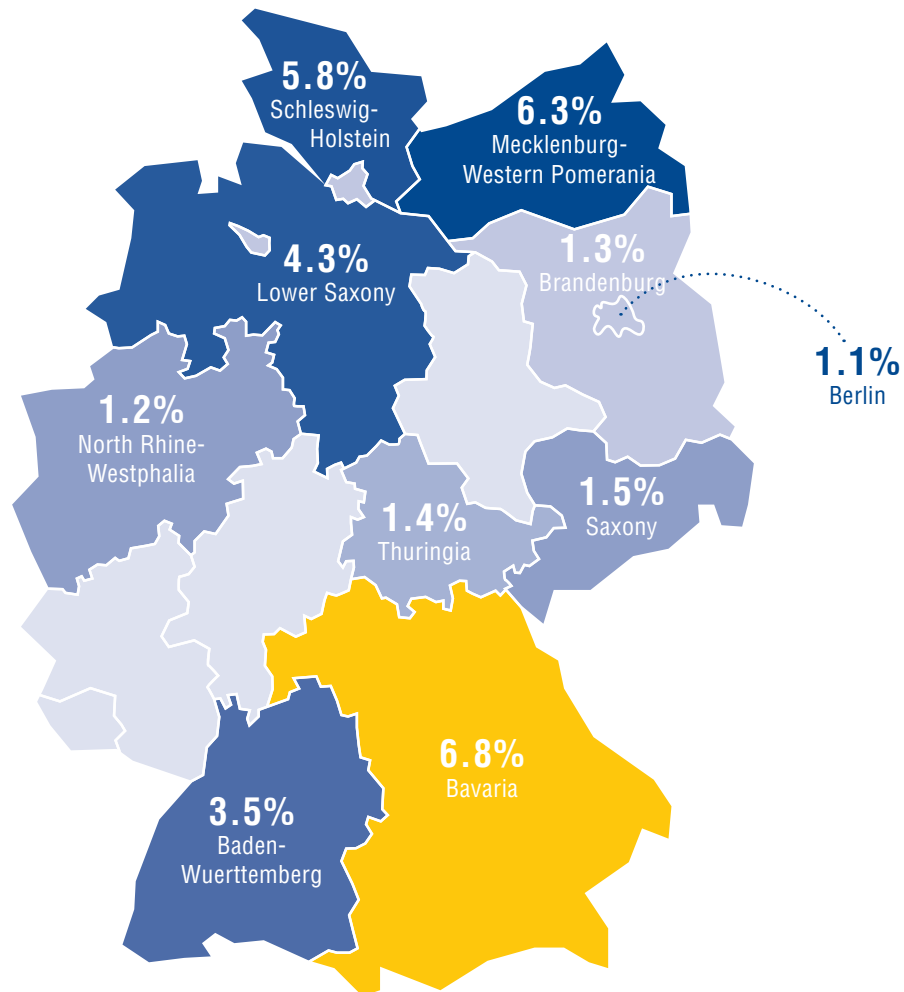 5.8%
Schleswig-
Holstein
6.3%
Mecklenburg-
Western Pomerania
4.3%
Lower Saxony
1.3%
Brandenburg
1.1%
Berlin
1.2%
North Rhine-
Westphalia
1.4%
Thuringia
1.5%
Saxony
6.8%
Bavaria
3.5%
Baden-
Wuerttemberg